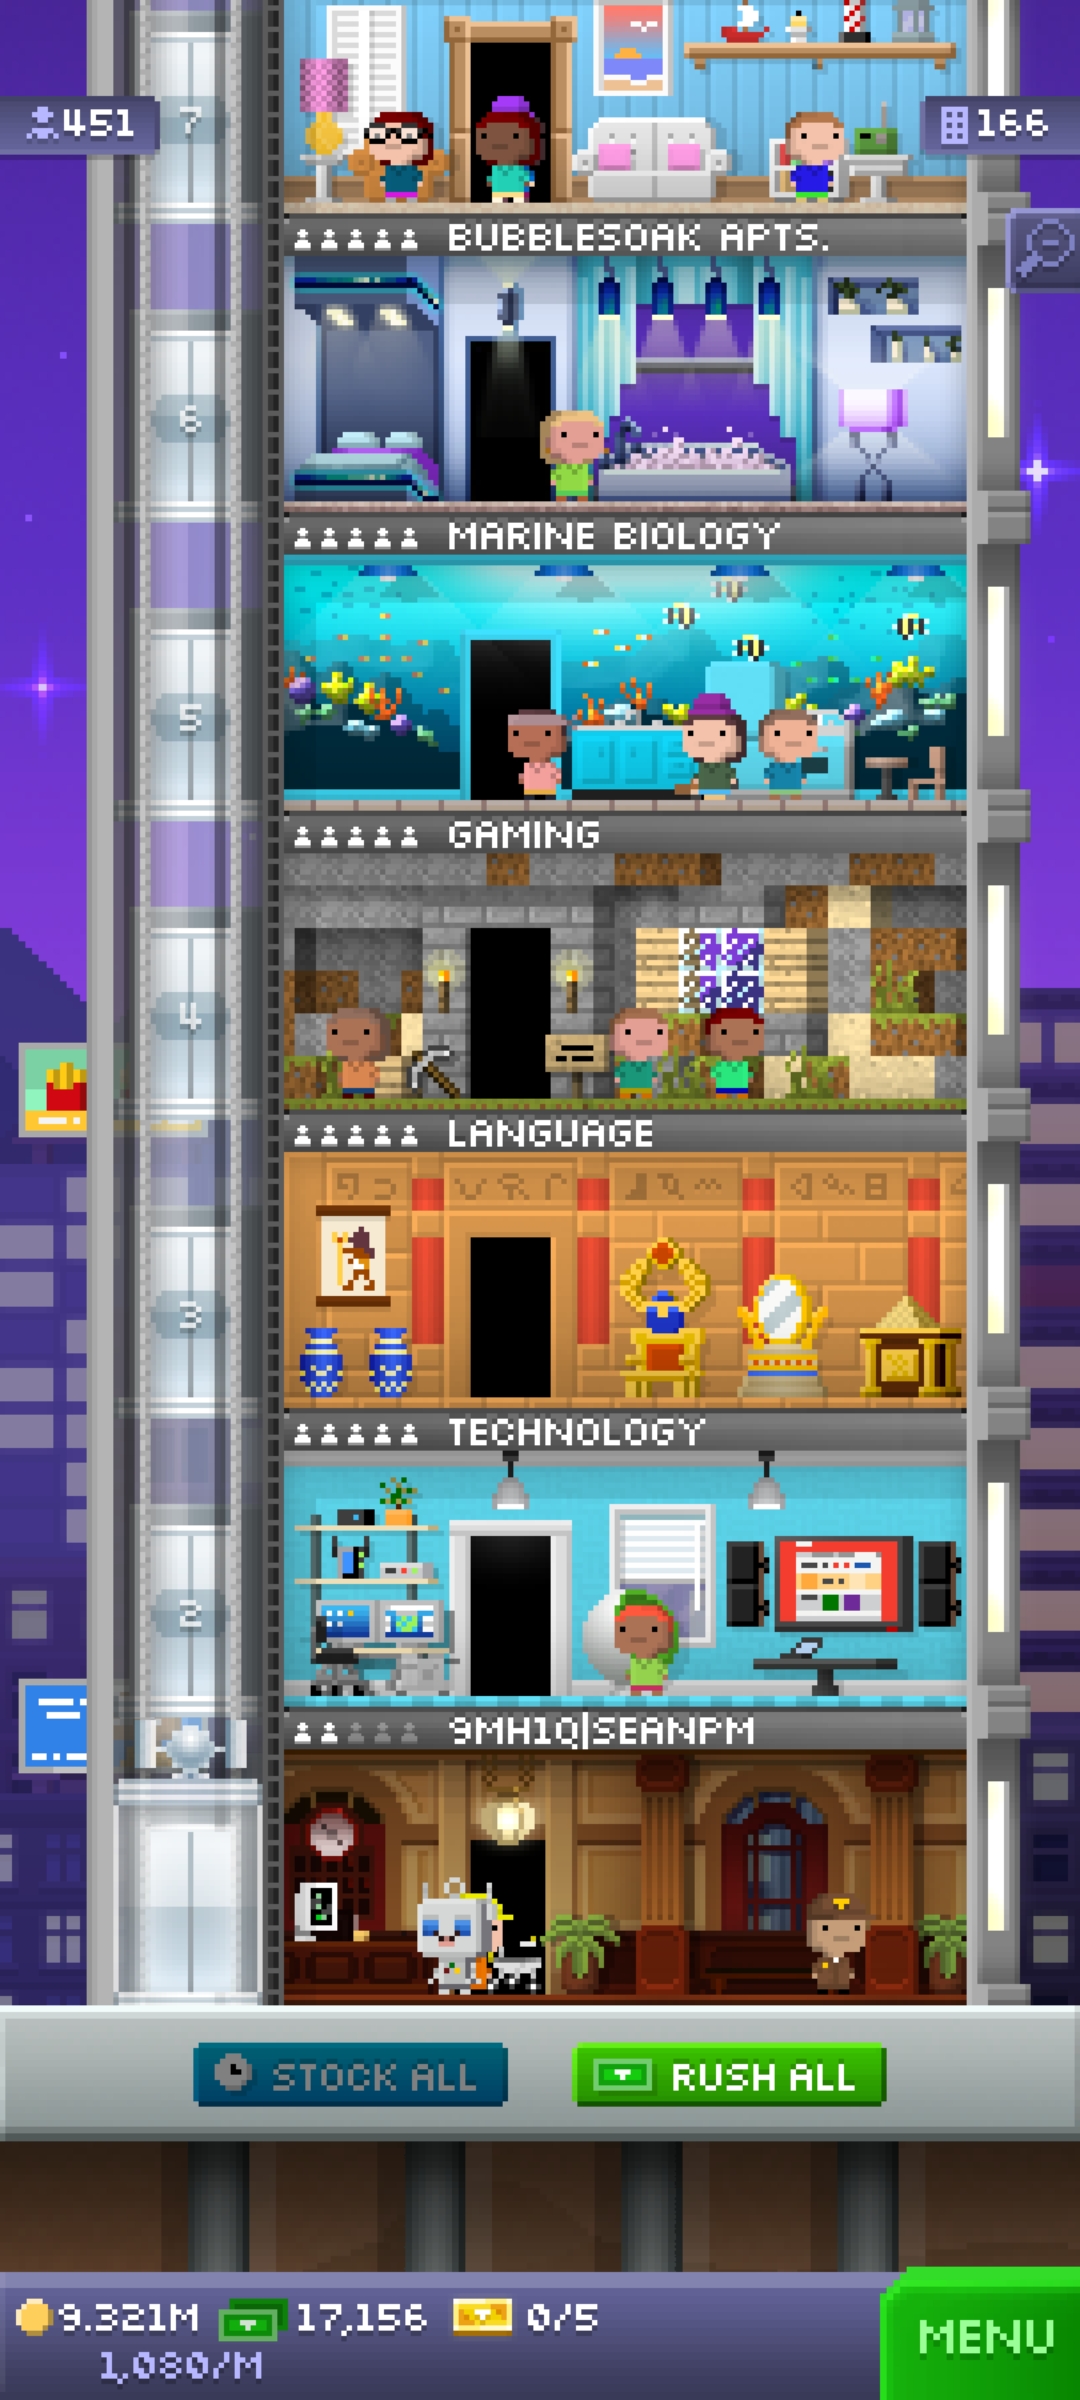 451
7
166
BUBBLESOAK APTS.
6
MARINE BIOLOGY
5
GAMING
4
LANGUAGE
3
TECHNOLOGY
2
9MH1Q|SEANPM
STOCK ALL
RUSH ALL
9.321M
17,156
0/5
1,080/M
MENU